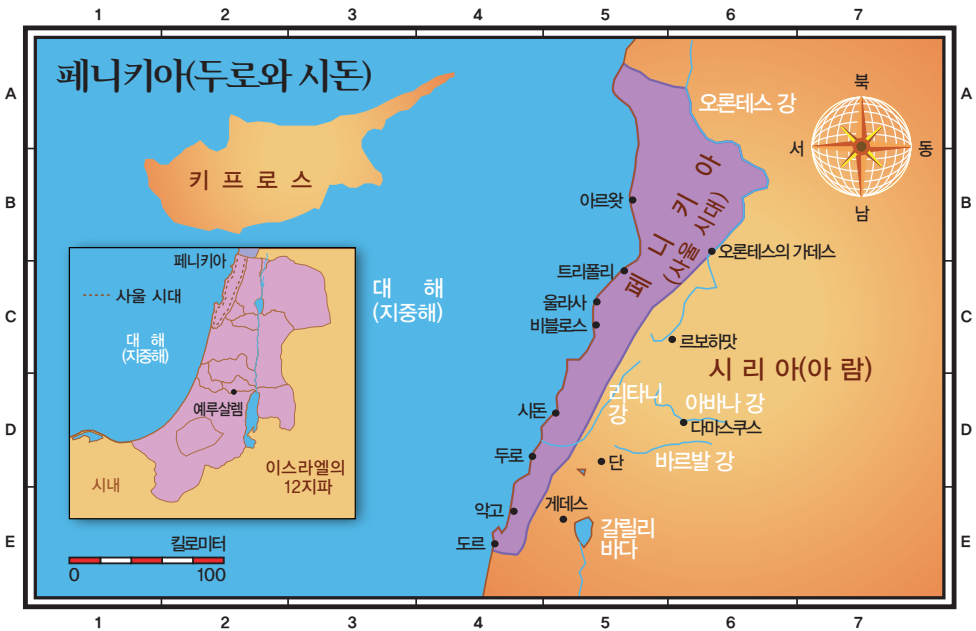 1 2 3 4 5 6 7
페니키아(두로와 시돈)
A
A
오론테스 강
북
서
동
남
키 프 로 스
B
B
아르왓
페 니 키 아
(사울 시대)
오론테스의 가데스
페니키아
사울 시대
대 해
(지중해)
예루살렘
시내
이스라엘의
12지파
대 해
(지중해)
트리폴리
울라사
비블로스
C
C
르보하맛
시 리 아(아 람)
리타니
강
아바나 강
시돈
다마스쿠스
D
D
두로
단
바르발 강
악고
게데스
갈릴리
바다
도르
E
E
킬로미터
0 100
1 2 3 4 5 6 7